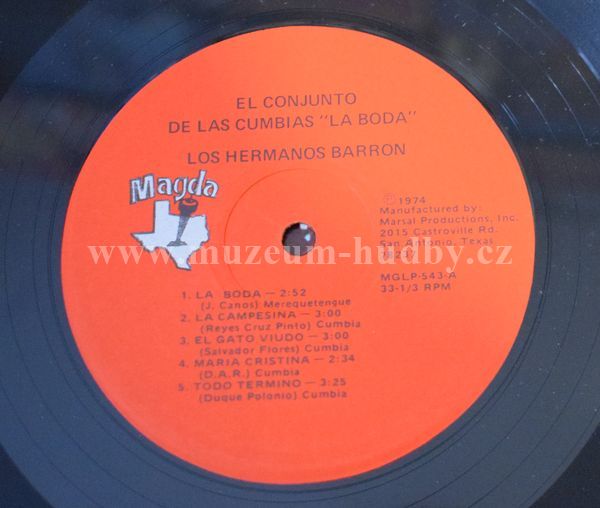 EL CONJUNTO
DE LAS CUMBIAS "LA BODA"
LOS HERMANOS BARRON
Magda
Ⓟ 1974
Manufactured by:
Marsal Productions, Inc.
2015 Castroville Rd.
San Antonio, Texas
78237
www.muzeum-hudby.cz
MGLP-543-A
33-1/3 RPM
1. LA BODA — 2:52
(J. Canos) Merequetengue
2. LA CAMPESINA — 3:00
(Reyes Cruz Pinto) Cumbia
3. EL GATO VIUDO — 3:00
(Salvador Flores) Cumbia
4. MARIA CRISTINA — 2:34
(D.A.R.) Cumbia
5. TODO TERMINO — 3:25
(Duque Polonio) Cumbia